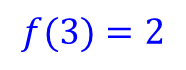 f(3) = 2